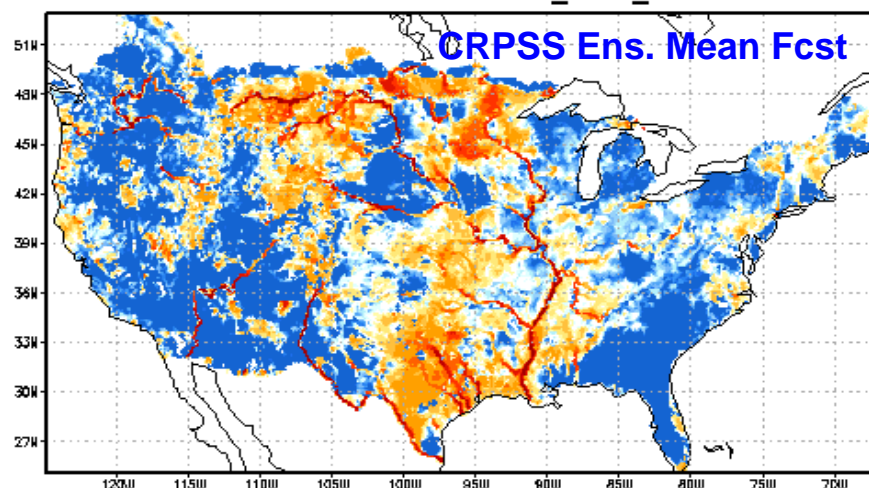 CRPSS Ens. Mean Fcst
51N
48N
45N
42N
39N
36N
33N
30N
27N
120W 115W 110W 105W 100W 95W 90W 85W 80W 75W 70W